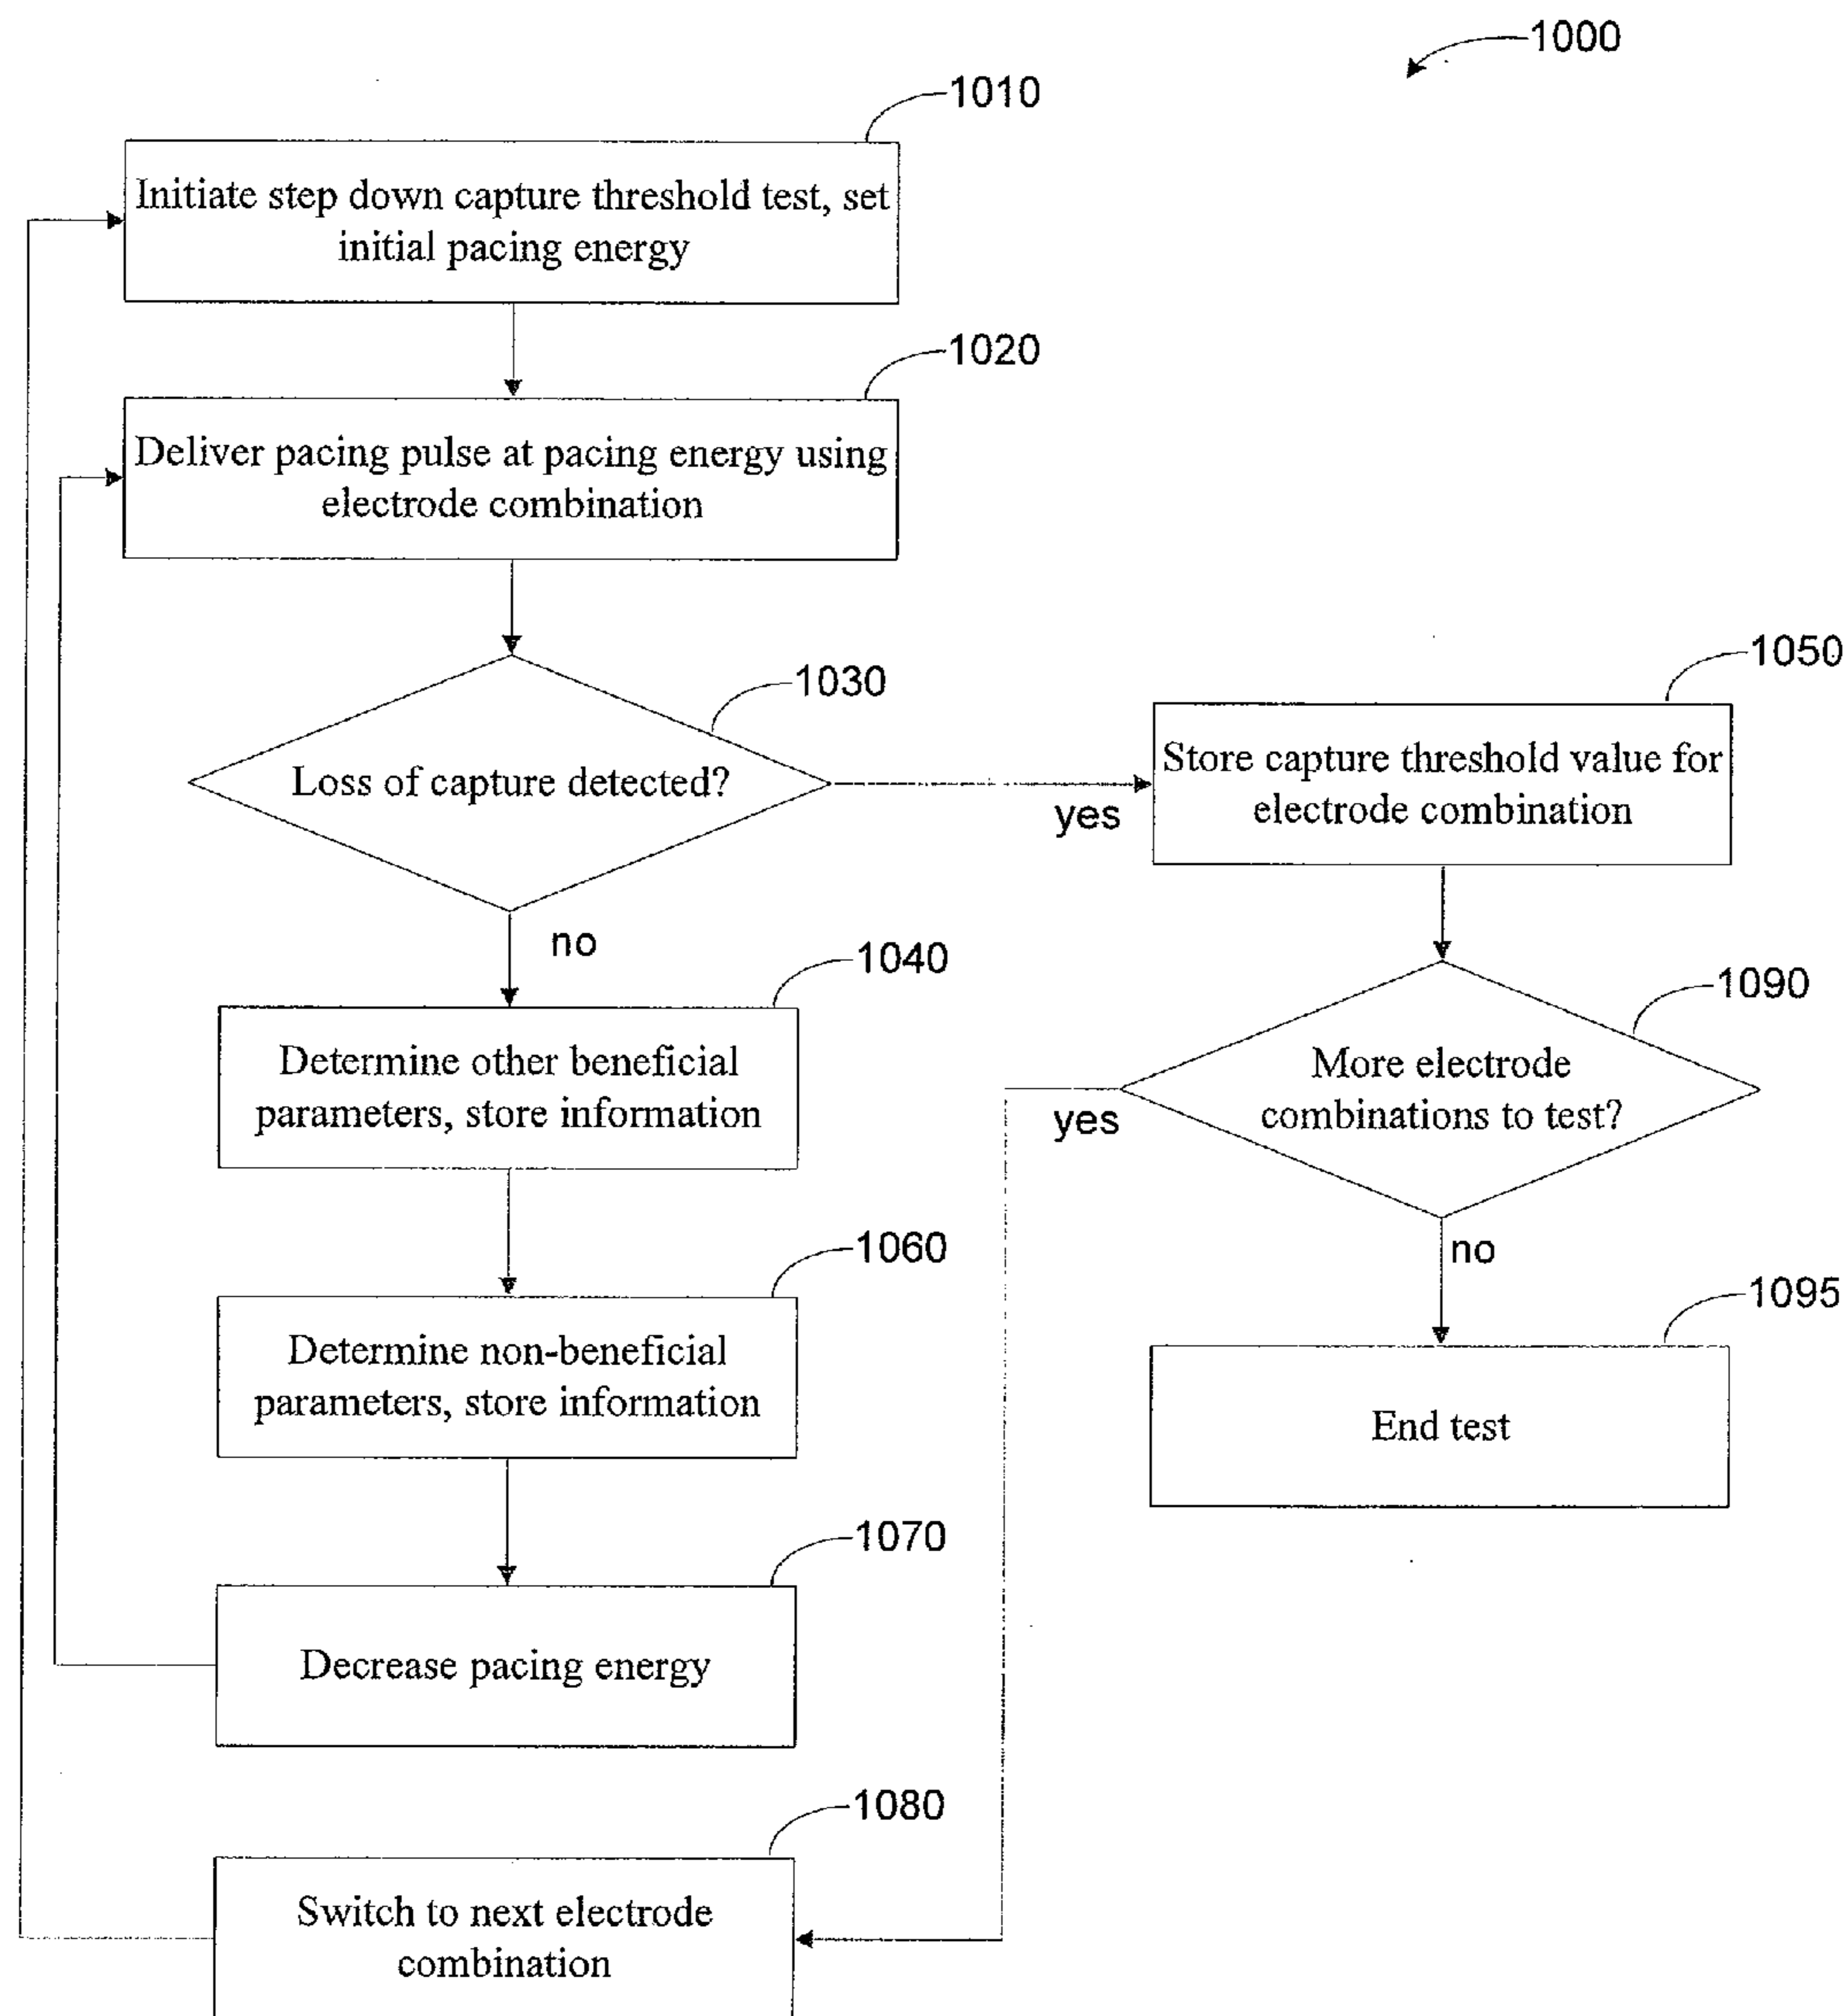 1000
1010
Initiate step down capture threshold test, set
initial pacing energy
1020
Deliver pacing pulse at pacing energy using
electrode combination
1030
Loss of capture detected?
yes
no
1050
Store capture threshold value for
electrode combination
1040
Determine other beneficial
parameters, store information
1090
More electrode
combinations to test?
yes
no
1060
Determine non-beneficial
parameters, store information
1095
End test
1070
Decrease pacing energy
1080
Switch to next electrode
combination